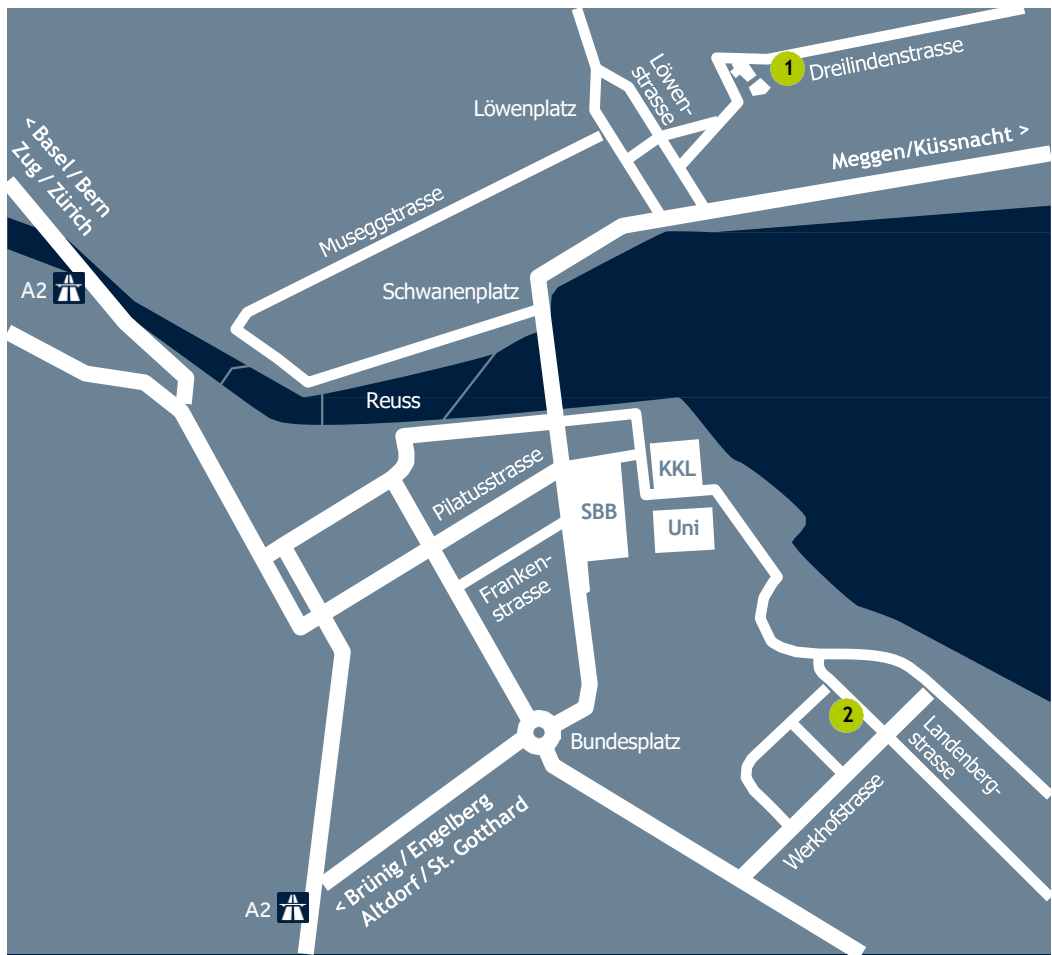 1
Dreilindenstrasse
Löwen-
strasse
Löwenplatz
Meggen/Küssnacht >
< Basel / Bern
Zug / Zürich
Museggstrasse
A2
Schwanenplatz
Reuss
Pilatusstrasse
KKL
SBB
Uni
Franken-
strasse
2
Bundesplatz
Landenberg-
strasse
Werkhofstrasse
< Brünig / Engelberg
Altdorf / St. Gotthard
A2